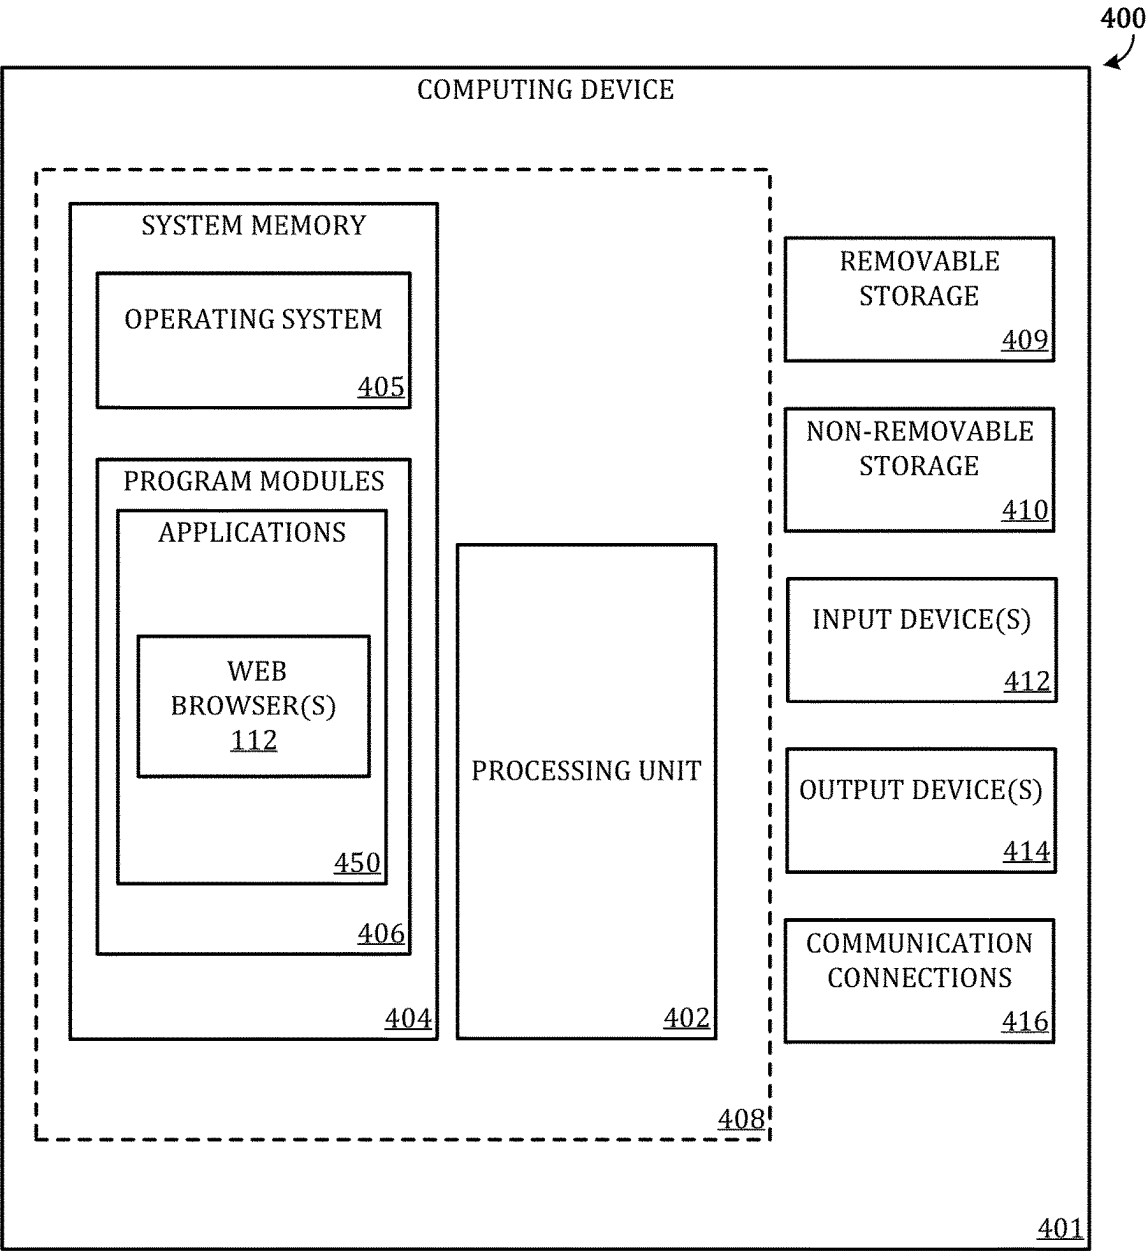 400
COMPUTING DEVICE
SYSTEM MEMORY
OPERATING SYSTEM
405
PROGRAM MODULES
APPLICATIONS
WEB
BROWSER(S)
112
450
406
404
PROCESSING UNIT
402
408
REMOVABLE
STORAGE
409
NON-REMOVABLE
STORAGE
410
INPUT DEVICE(S)
412
OUTPUT DEVICE(S)
414
COMMUNICATION
CONNECTIONS
416
401